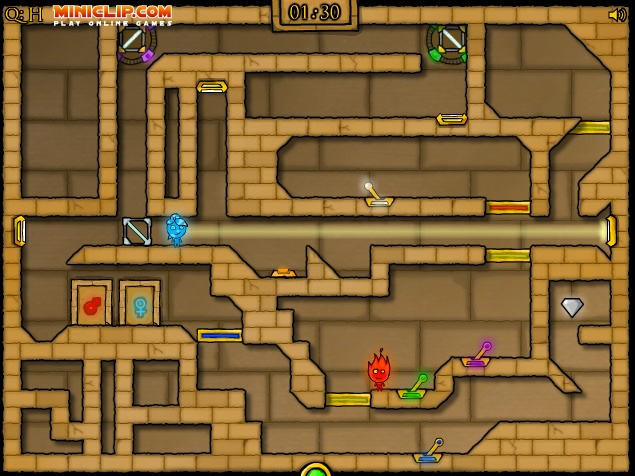 Q: H
MINICLIP.COM
PLAY ONLINE GAMES
01:30